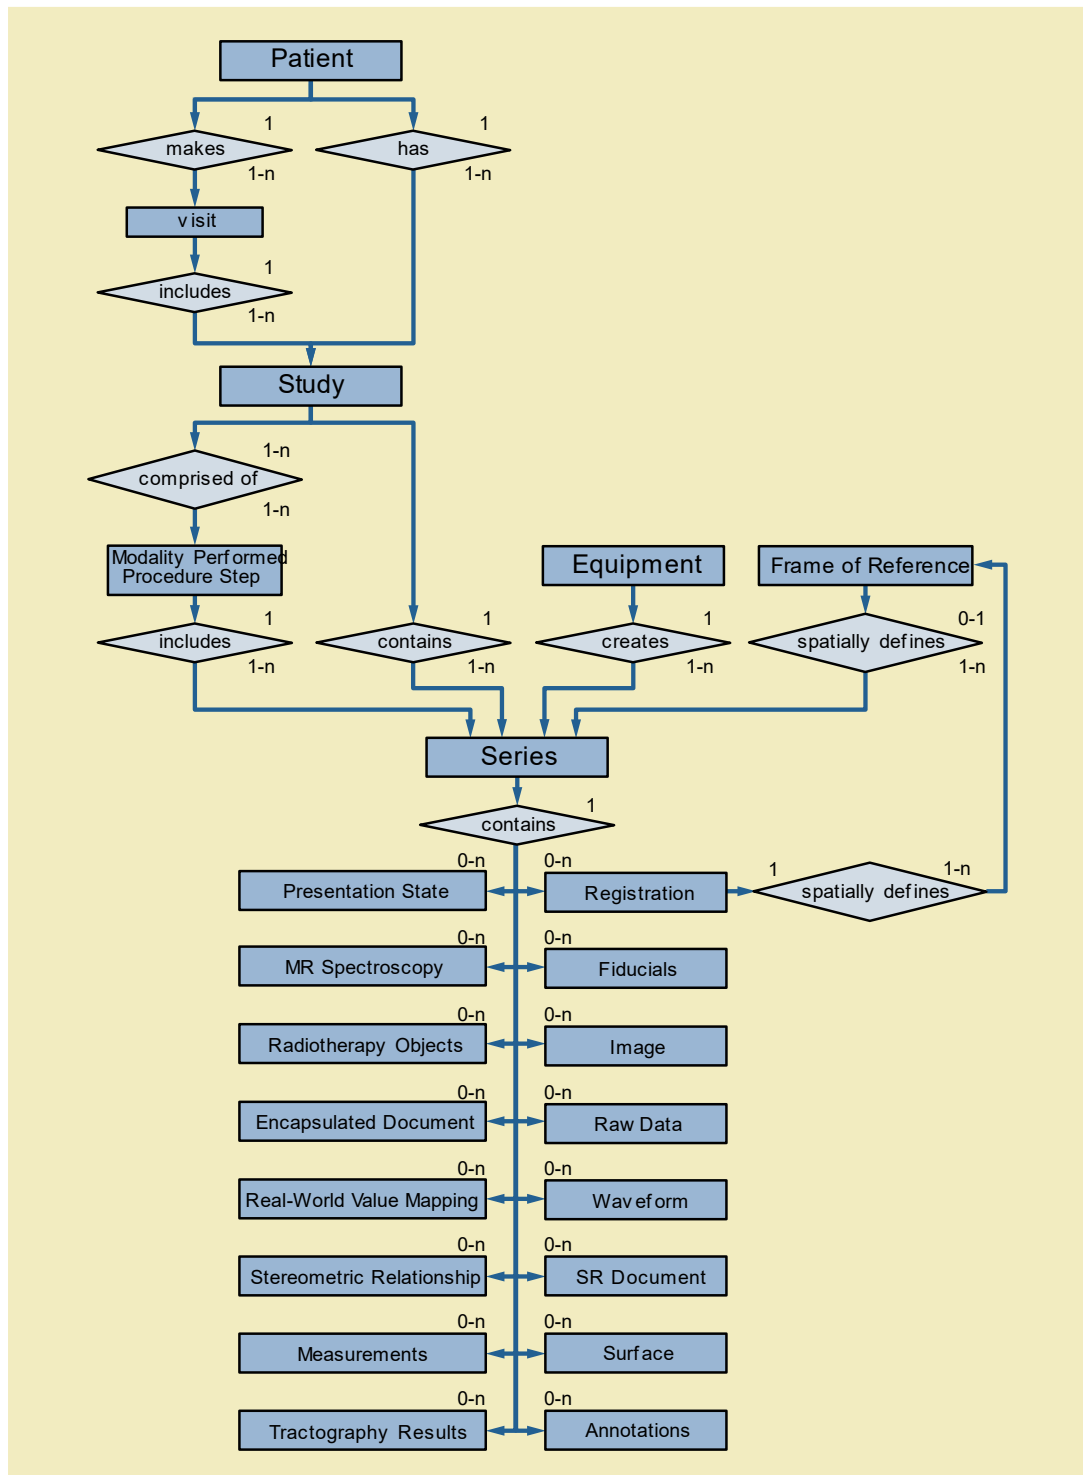 Patient
1
1
makes
has
1-n
1-n
visit
1
includes
1-n
Study
1-n
comprised of
1-n
Modality Performed
Procedure Step
Equipment
Frame of Reference
1
1
1
0-1
includes
contains
creates
spatially defines
1-n
1-n
1-n
1-n
Series
1
contains
0-n
0-n
1
1-n
Presentation State
Registration
spatially defines
0-n
0-n
MR Spectroscopy
Fiducials
0-n
0-n
Radiotherapy Objects
Image
0-n
0-n
Encapsulated Document
Raw Data
0-n
0-n
Real-World Value Mapping
Waveform
0-n
0-n
Stereometric Relationship
SR Document
0-n
0-n
Measurements
Surface
0-n
0-n
Tractography Results
Annotations